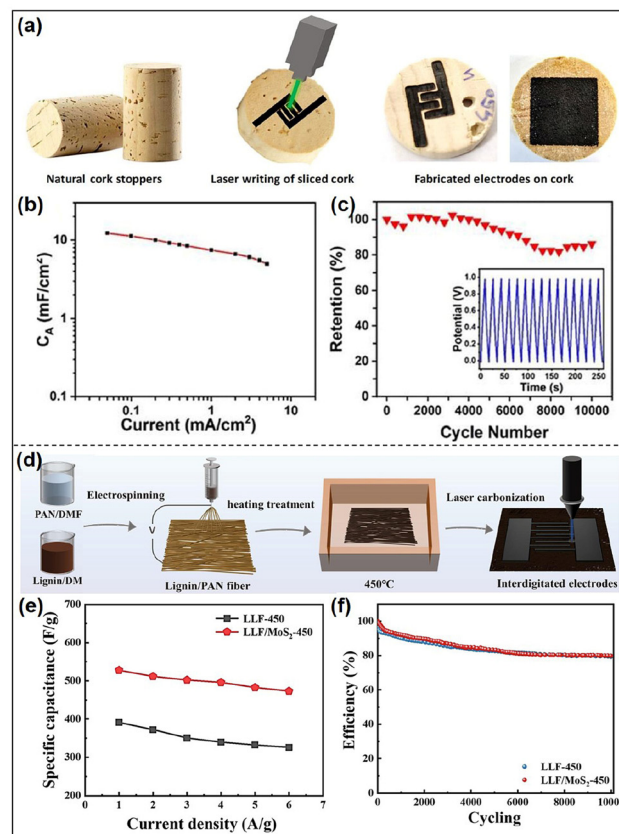 (a)
Natural cork stoppers
Laser writing of sliced cork
Fabricated electrodes on cork
(b)
C_A (mF/cm²)
10
1
0.1
0.1
1
10
Current (mA/cm²)
(c)
Retention (%)
100
80
60
40
20
0
0 2000 4000 6000 8000 10000
Cycle Number
Potential (V)
1.0
0.8
0.6
0.4
0.2
0.0
0 50 100 150 200 250
Time (s)
(d)
PAN/DMF
Lignin/DM
Electrospinning
V
Lignin/PAN fiber
heating treatment
450°C
Laser carbonization
Interdigitated electrodes
(e)
Specific capacitance (F/g)
700
600
500
400
300
200
LLF-450
LLF/MoS₂-450
0 1 2 3 4 5 6 7
Current density (A/g)
(f)
Efficiency (%)
100
80
60
40
20
0
0 2000 4000 6000 8000 10000
LLF-450
LLF/MoS₂-450
Cycling